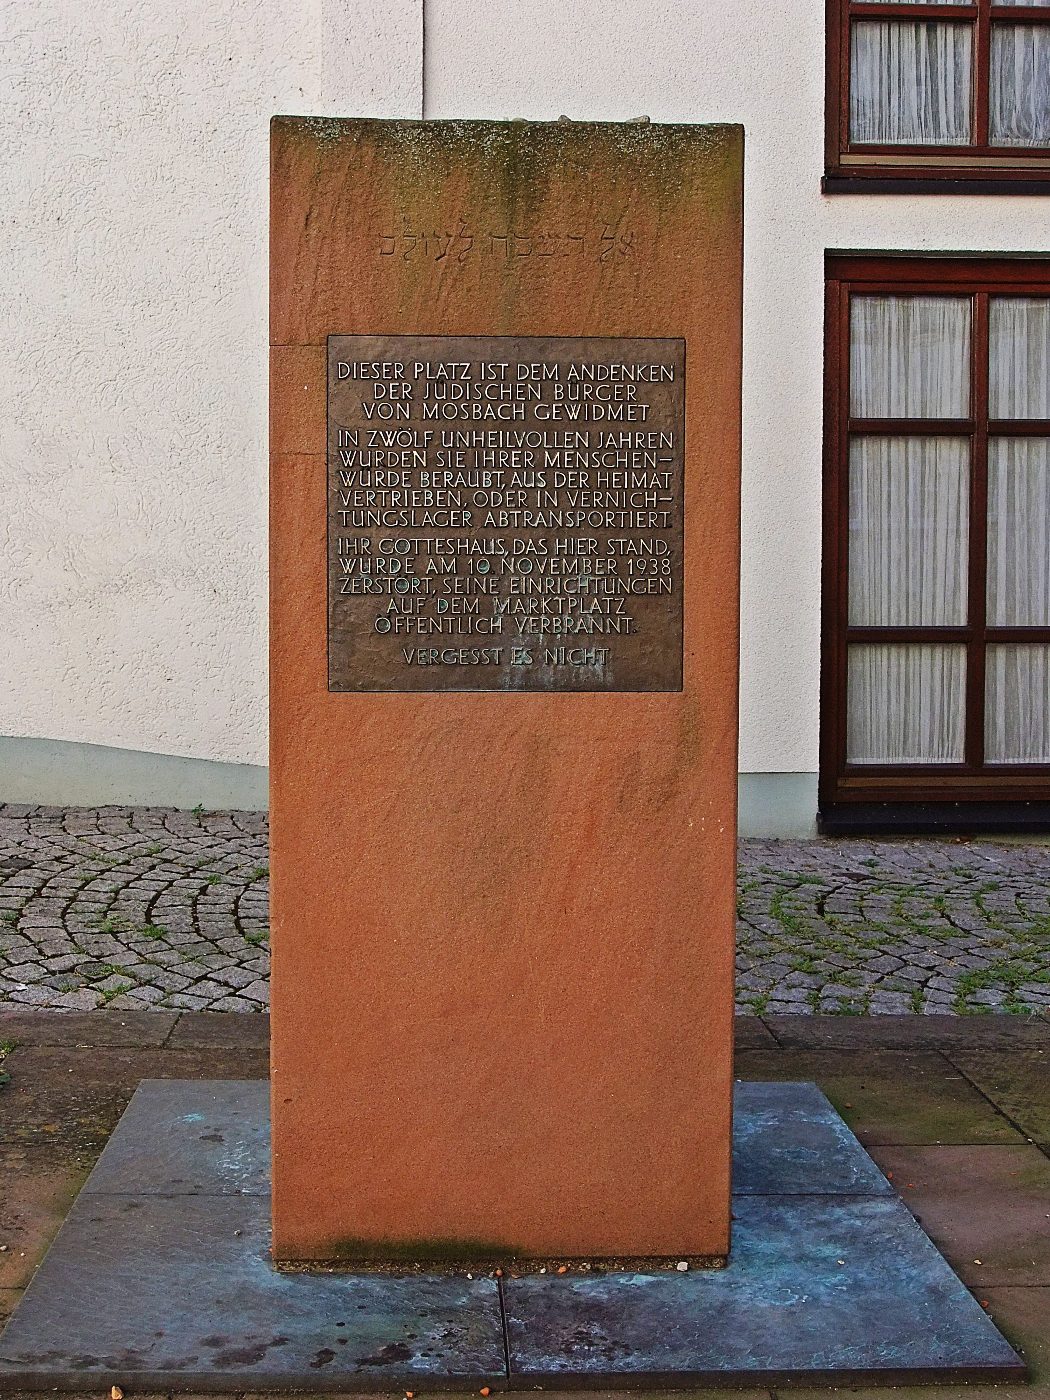 אל תשכח לעולם
DIESER PLATZ IST DEM ANDENKEN
DER JÜDISCHEN BÜRGER
VON MOSBACH GEWIDMET
IN ZWÖLF UNHEILVOLLEN JAHREN
WURDEN SIE IHRER MENSCHEN-
WÜRDE BERAUBT, AUS DER HEIMAT
VERTRIEBEN, ODER IN VERNICH-
TUNGSLAGER ABTRANSPORTIERT
IHR GOTTESHAUS, DAS HIER STAND,
WURDE AM 10. NOVEMBER 1938
ZERSTÖRT, SEINE EINRICHTUNGEN
AUF DEM MARKTPLATZ
ÖFFENTLICH VERBRANNT.
VERGESST ES NICHT